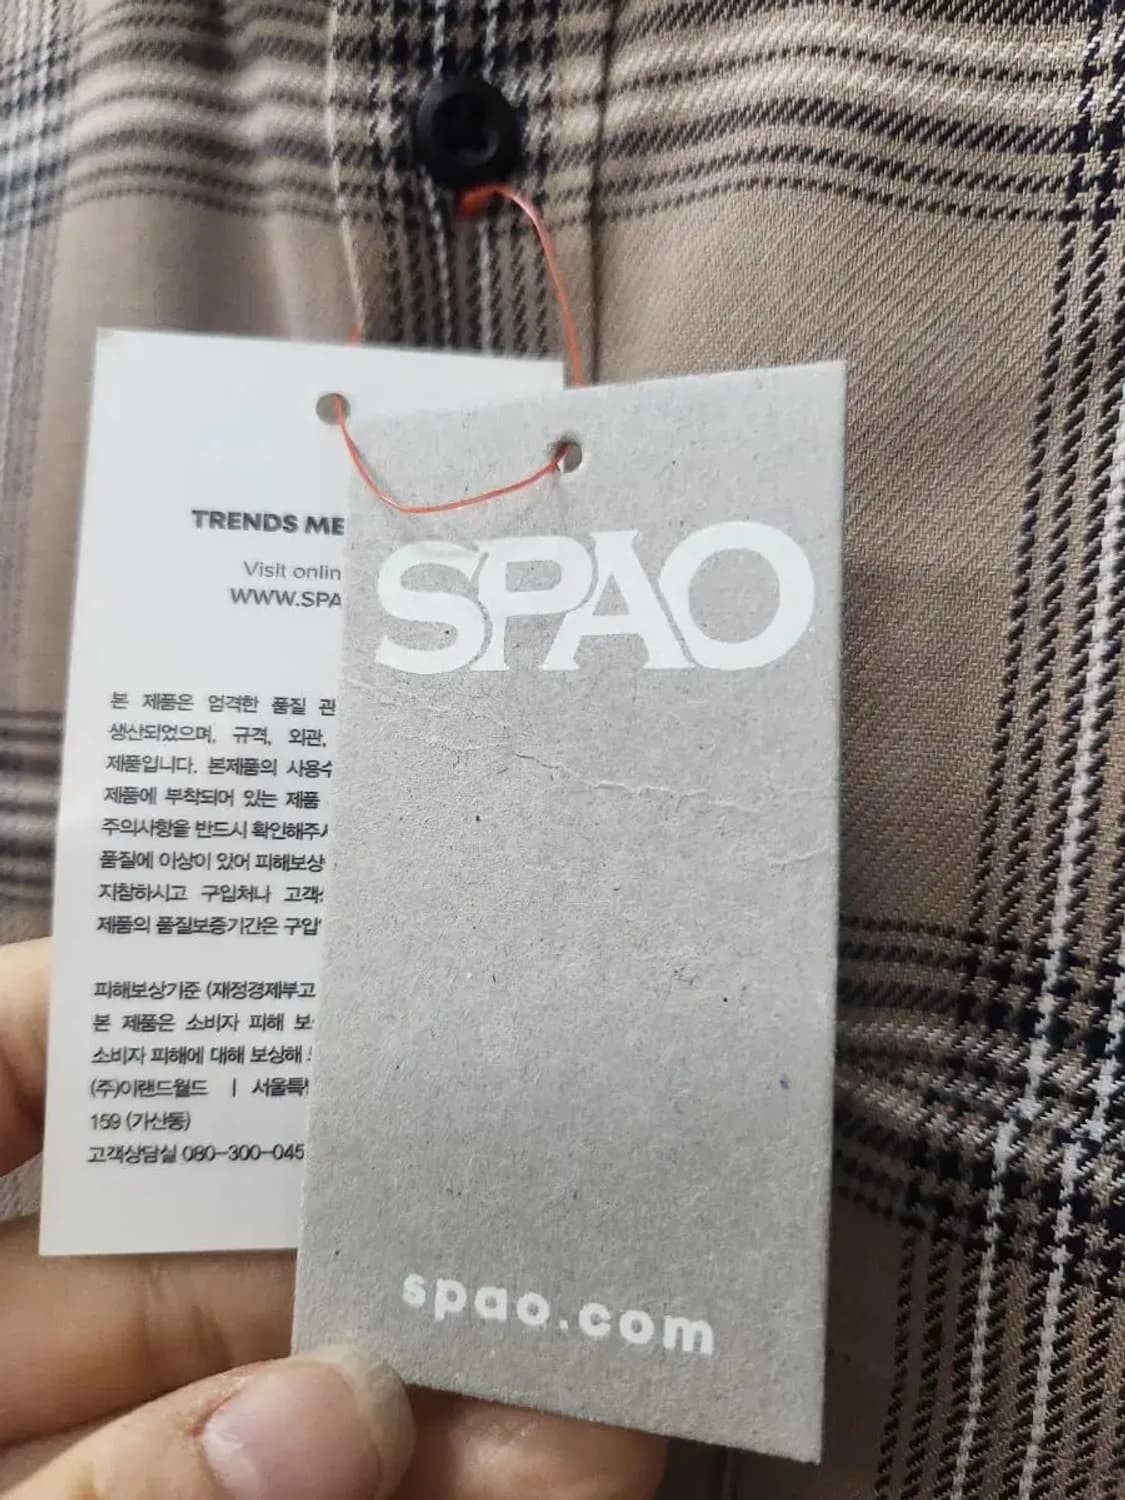 TRENDS ME
Visit onlin
WWW.SPA
본 제품은 엄격한 품질 관
생산되었으며, 규격, 외관,
제품입니다. 본제품의 사용수
제품에 부착되어 있는 제품
주의사항을 반드시 확인해주시
품질에 이상이 있어 피해보상
지참하시고 구입처나 고객
제품의 품질보증기간은 구입
피해보상기준 (재정경제부고
본 제품은 소비자 피해 보
소비자 피해에 대해 보상해
(주)이랜드월드 | 서울특
159 (가산동)
고객상담실 080-300-045
SPAO
spao.com